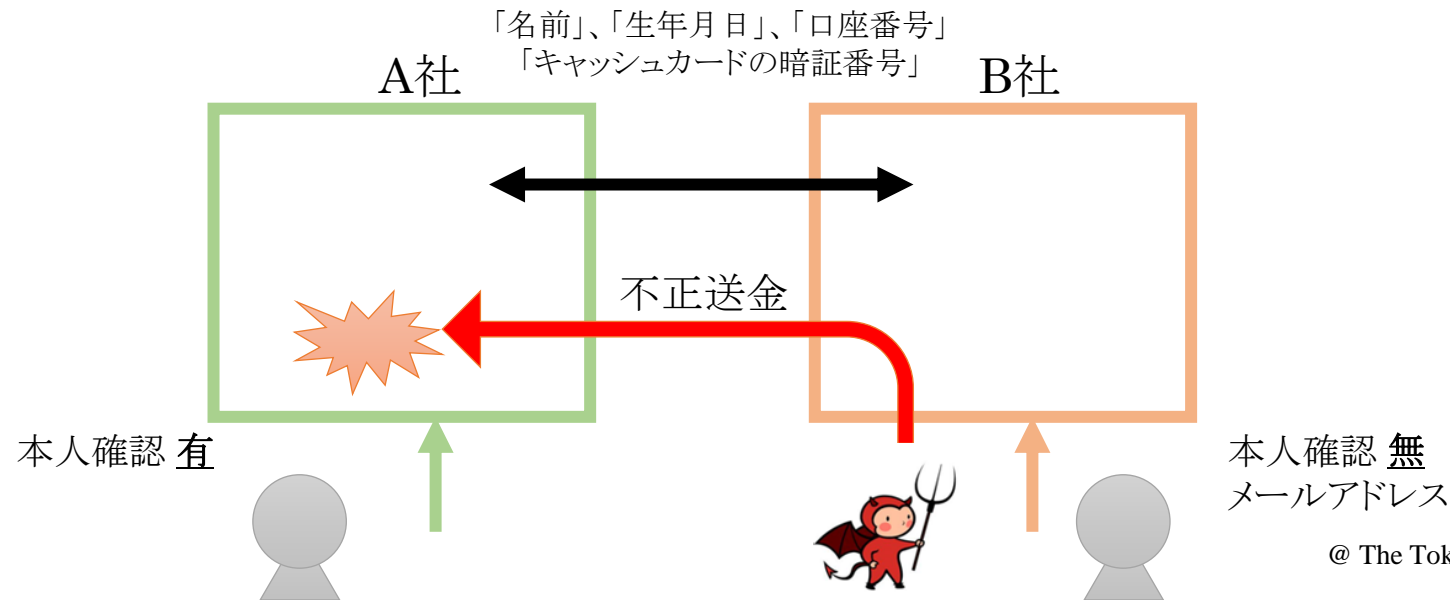 「名前」、「生年月日」、「口座番号」
「キャッシュカードの暗証番号」
A社
B社
不正送金
本人確認 有
本人確認 無
メールアドレス
@ The Tok